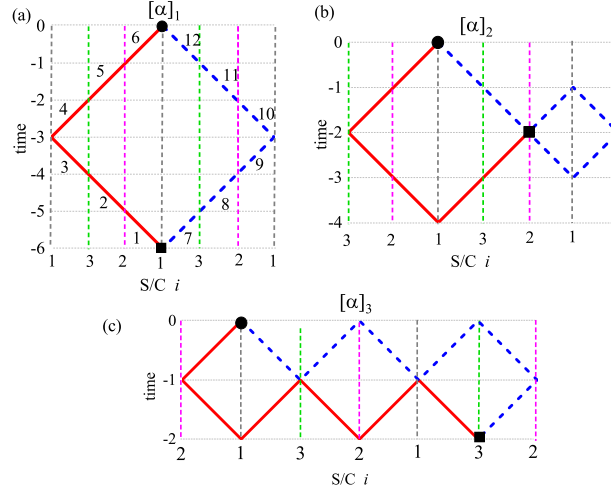 (a)
[α]₁
0
-1
-2
-3
-4
-5
-6
time
6
12
5
11
4
10
3
9
2
8
1
7
1 3 2 1 3 2 1
S/C i
(b)
[α]₂
0
-1
-2
-3
-4
time
3 2 1 3 2 1
S/C i
(c)
[α]₃
0
-1
-2
time
2 1 3 2 1 3 2
S/C i